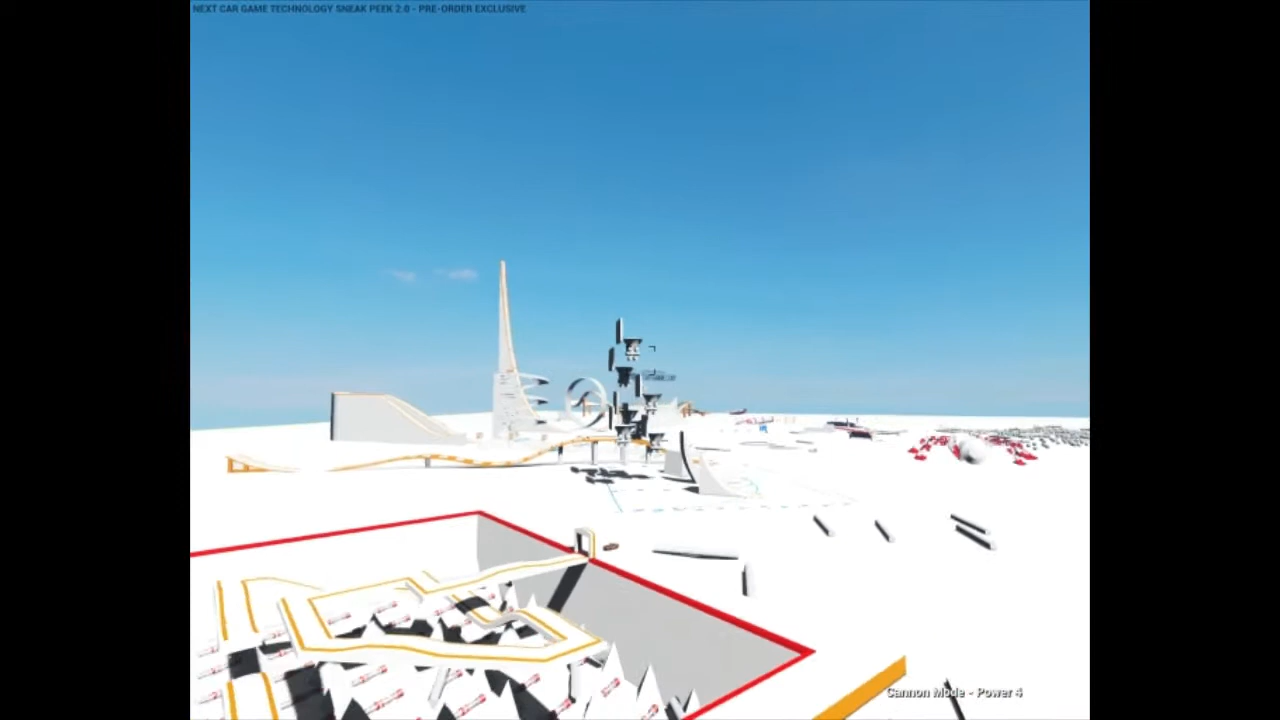 NEXT CAR GAME TECHNOLOGY SNEAK PEEK 2.0 - PRE-ORDER EXCLUSIVE
Cannon Mode - Power 4